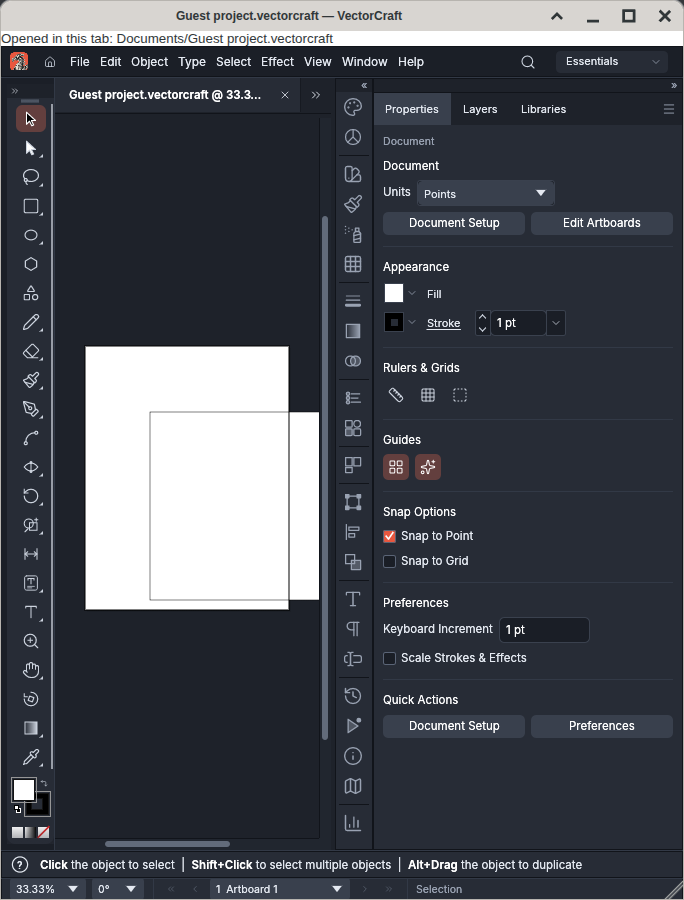 Guest project.vectorcraft — VectorCraft
Opened in this tab: Documents/Guest project.vectorcraft
File Edit Object Type Select Effect View Window Help Essentials
Guest project.vectorcraft @ 33.3...
Properties Layers Libraries
Document
Document
Units Points
Document Setup Edit Artboards
Appearance
Fill
Stroke 1 pt
Rulers & Grids
Guides
Snap Options
Snap to Point
Snap to Grid
Preferences
Keyboard Increment 1 pt
Scale Strokes & Effects
Quick Actions
Document Setup Preferences
Click the object to select | Shift+Click to select multiple objects | Alt+Drag the object to duplicate
33.33% 0° 1 Artboard 1 Selection